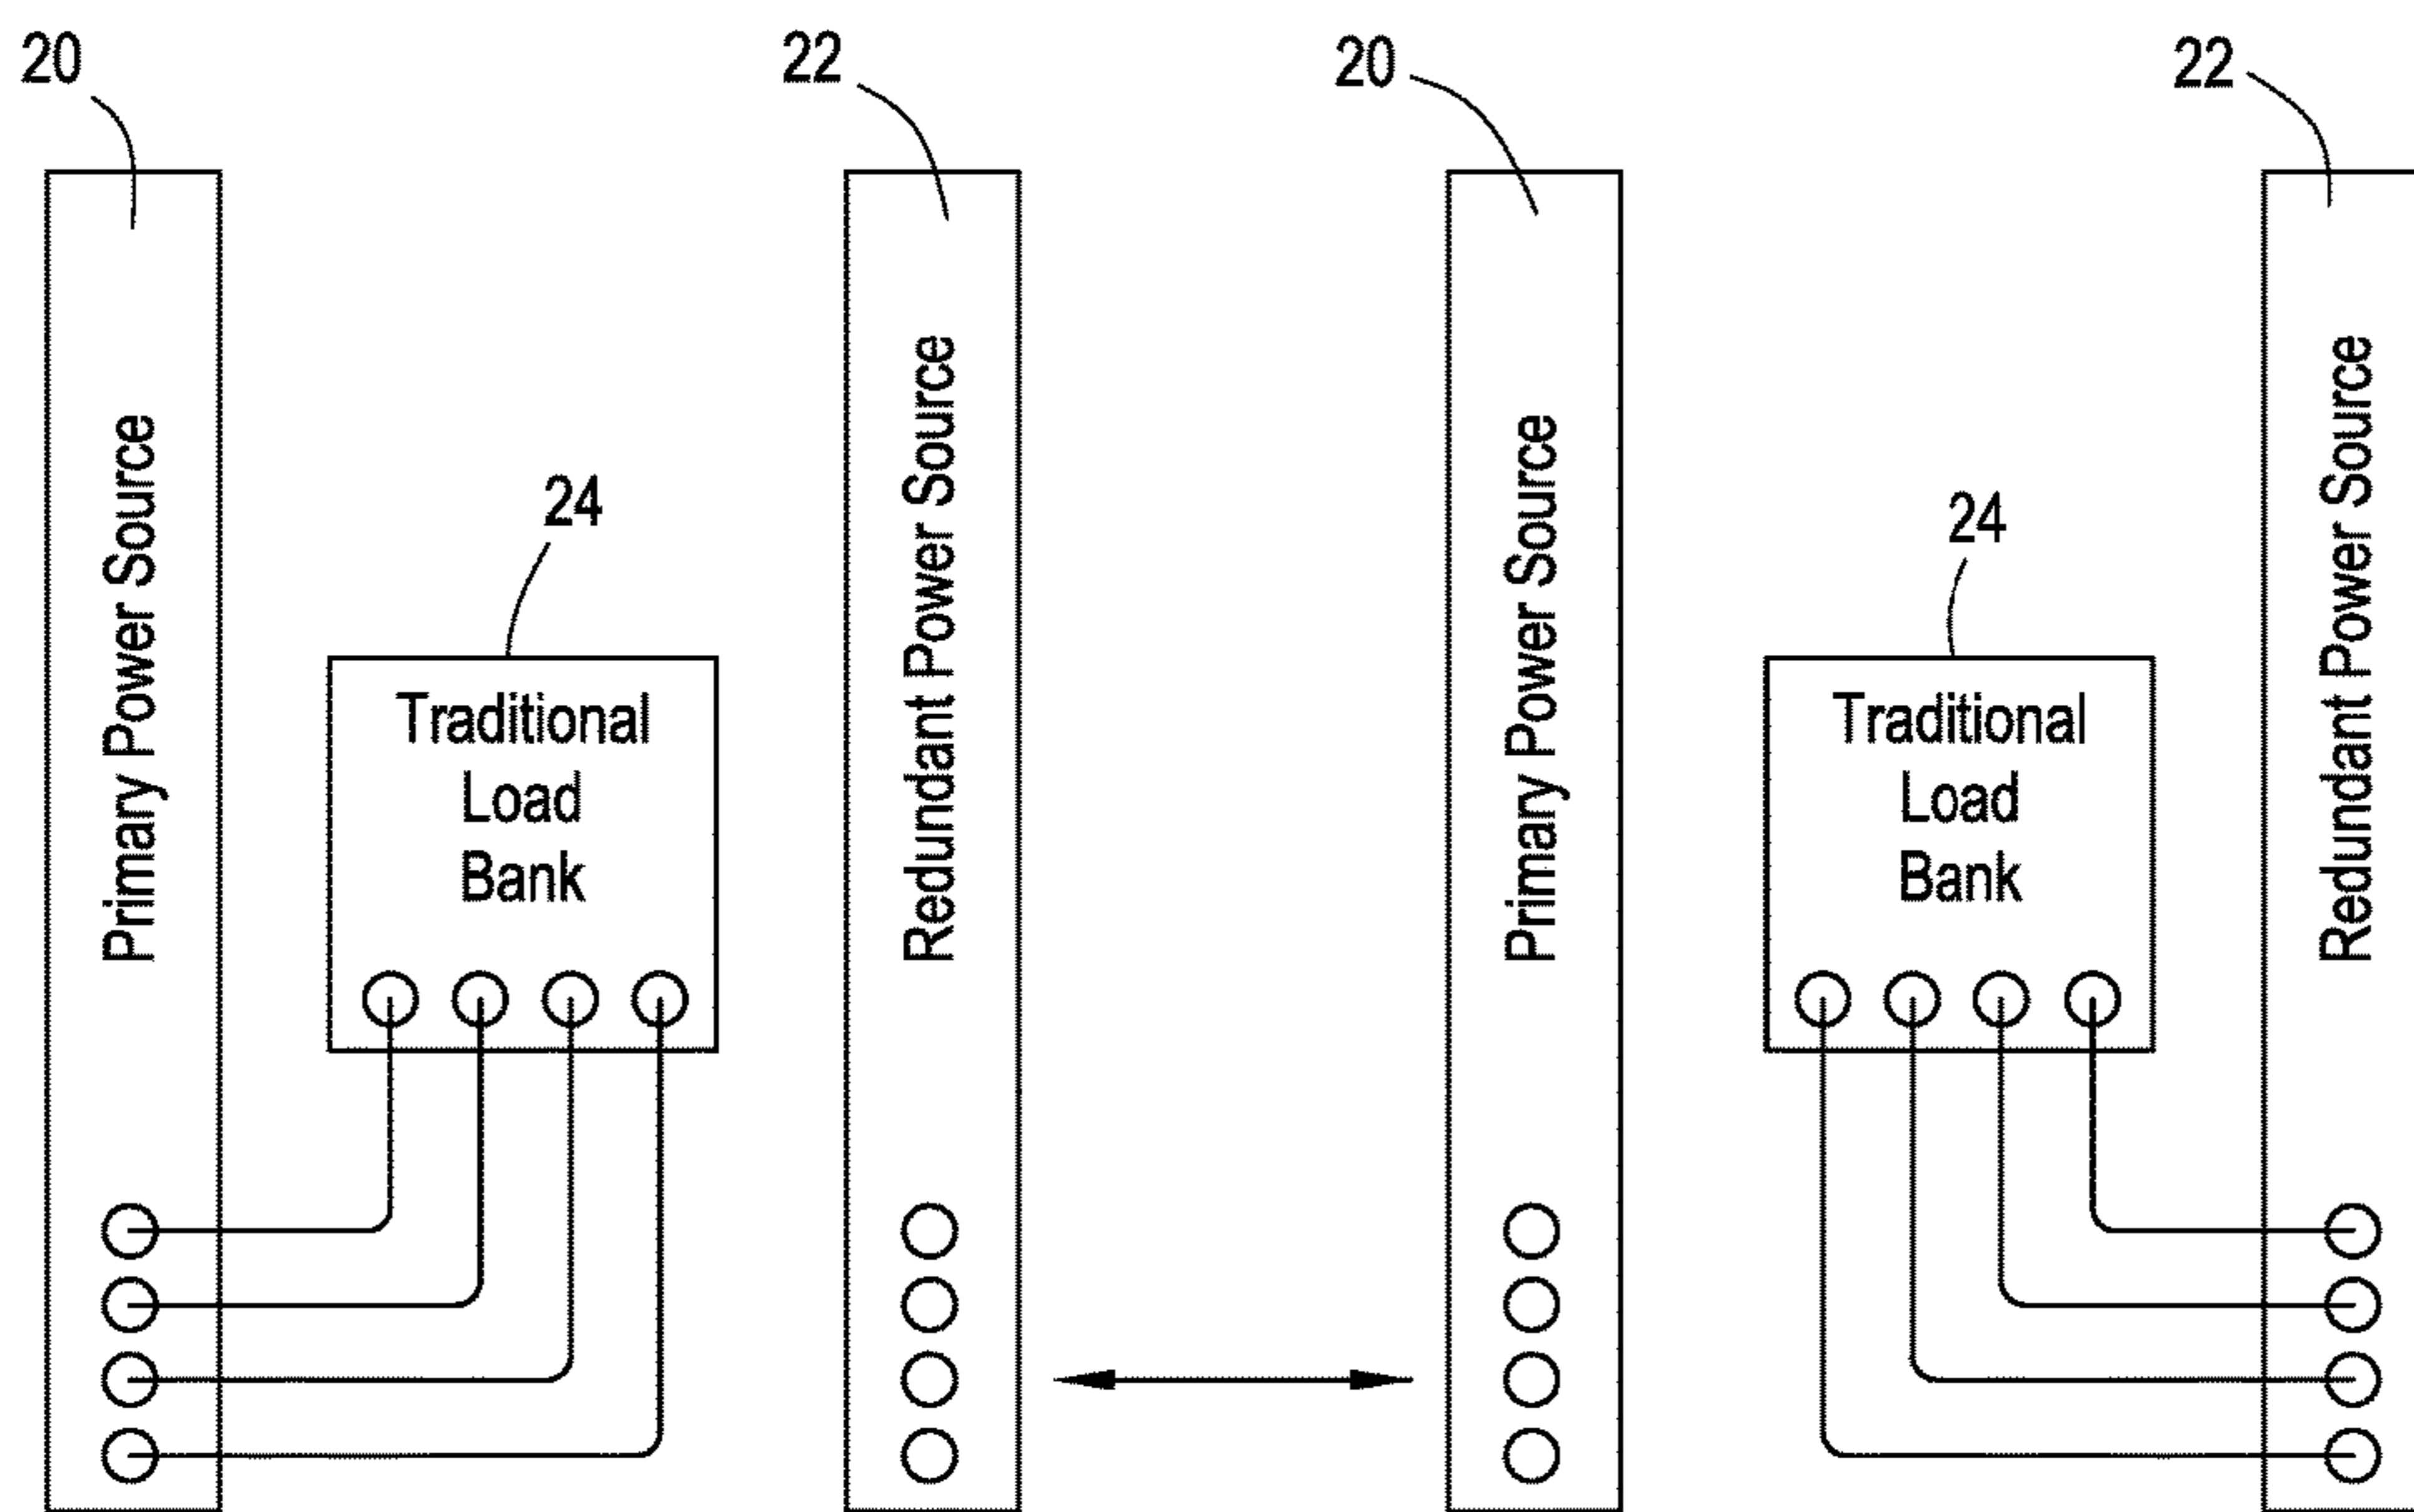 20
22
20
22
Primary Power Source
24
Traditional
Load
Bank
Redundant Power Source
Primary Power Source
24
Traditional
Load
Bank
Redundant Power Source